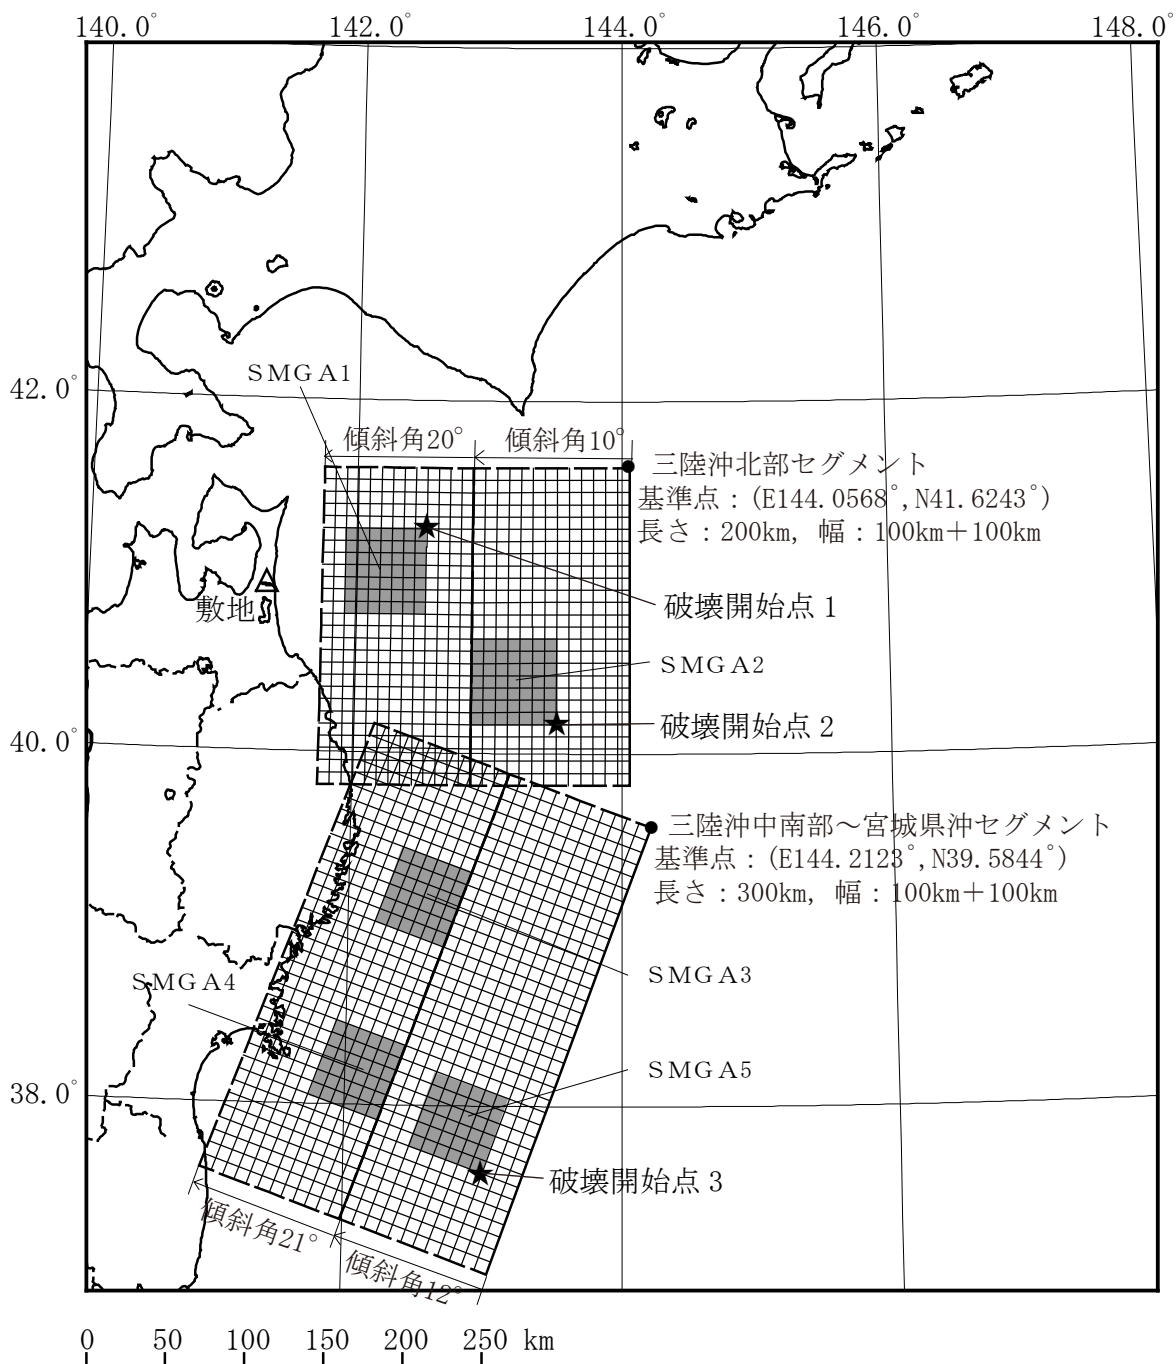 140.0° 142.0° 144.0° 146.0° 148.0°
SMGA1
42.0°
傾斜角20° 傾斜角10°
三陸沖北部セグメント
基準点：(E144.0568°,N41.6243°)
長さ：200km, 幅：100km＋100km
敷地
破壊開始点1
SMGA2
破壊開始点2
40.0°
三陸沖中南部～宮城県沖セグメント
基準点：(E144.2123°,N39.5844°)
長さ：300km, 幅：100km＋100km
SMGA3
SMGA4
SMGA5
38.0°
破壊開始点3
傾斜角21°
傾斜角12°
0 50 100 150 200 250 km